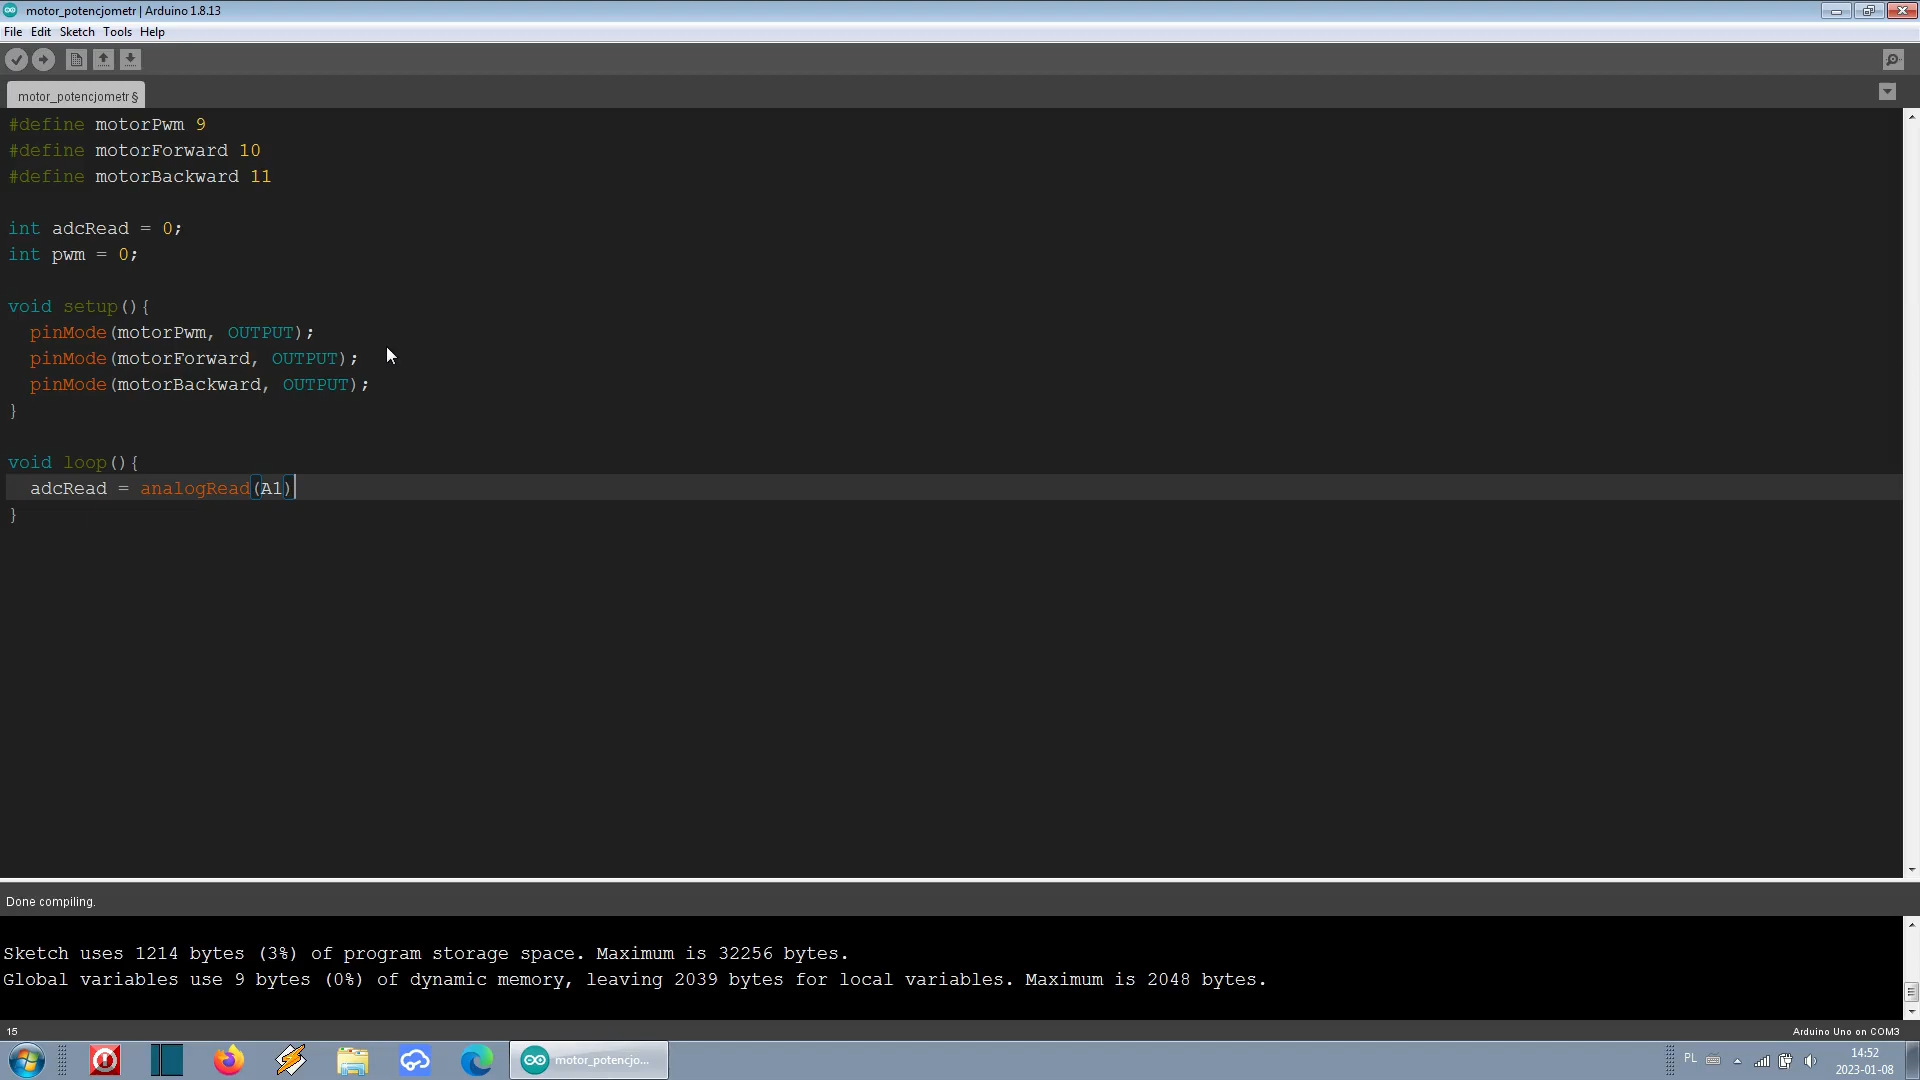 motor_potencjometr | Arduino 1.8.13
File Edit Sketch Tools Help
motor_potencjometr §
#define motorPwm 9
#define motorForward 10
#define motorBackward 11
int adcRead = 0;
int pwm = 0;
void setup(){
  pinMode(motorPwm, OUTPUT);
  pinMode(motorForward, OUTPUT);
  pinMode(motorBackward, OUTPUT);
}
void loop(){
  adcRead = analogRead(A1)
}
Done compiling.
Sketch uses 1214 bytes (3%) of program storage space. Maximum is 32256 bytes.
Global variables use 9 bytes (0%) of dynamic memory, leaving 2039 bytes for local variables. Maximum is 2048 bytes.
15
Arduino Uno on COM3
motor_potencjo...
PL
14:52
2023-01-08